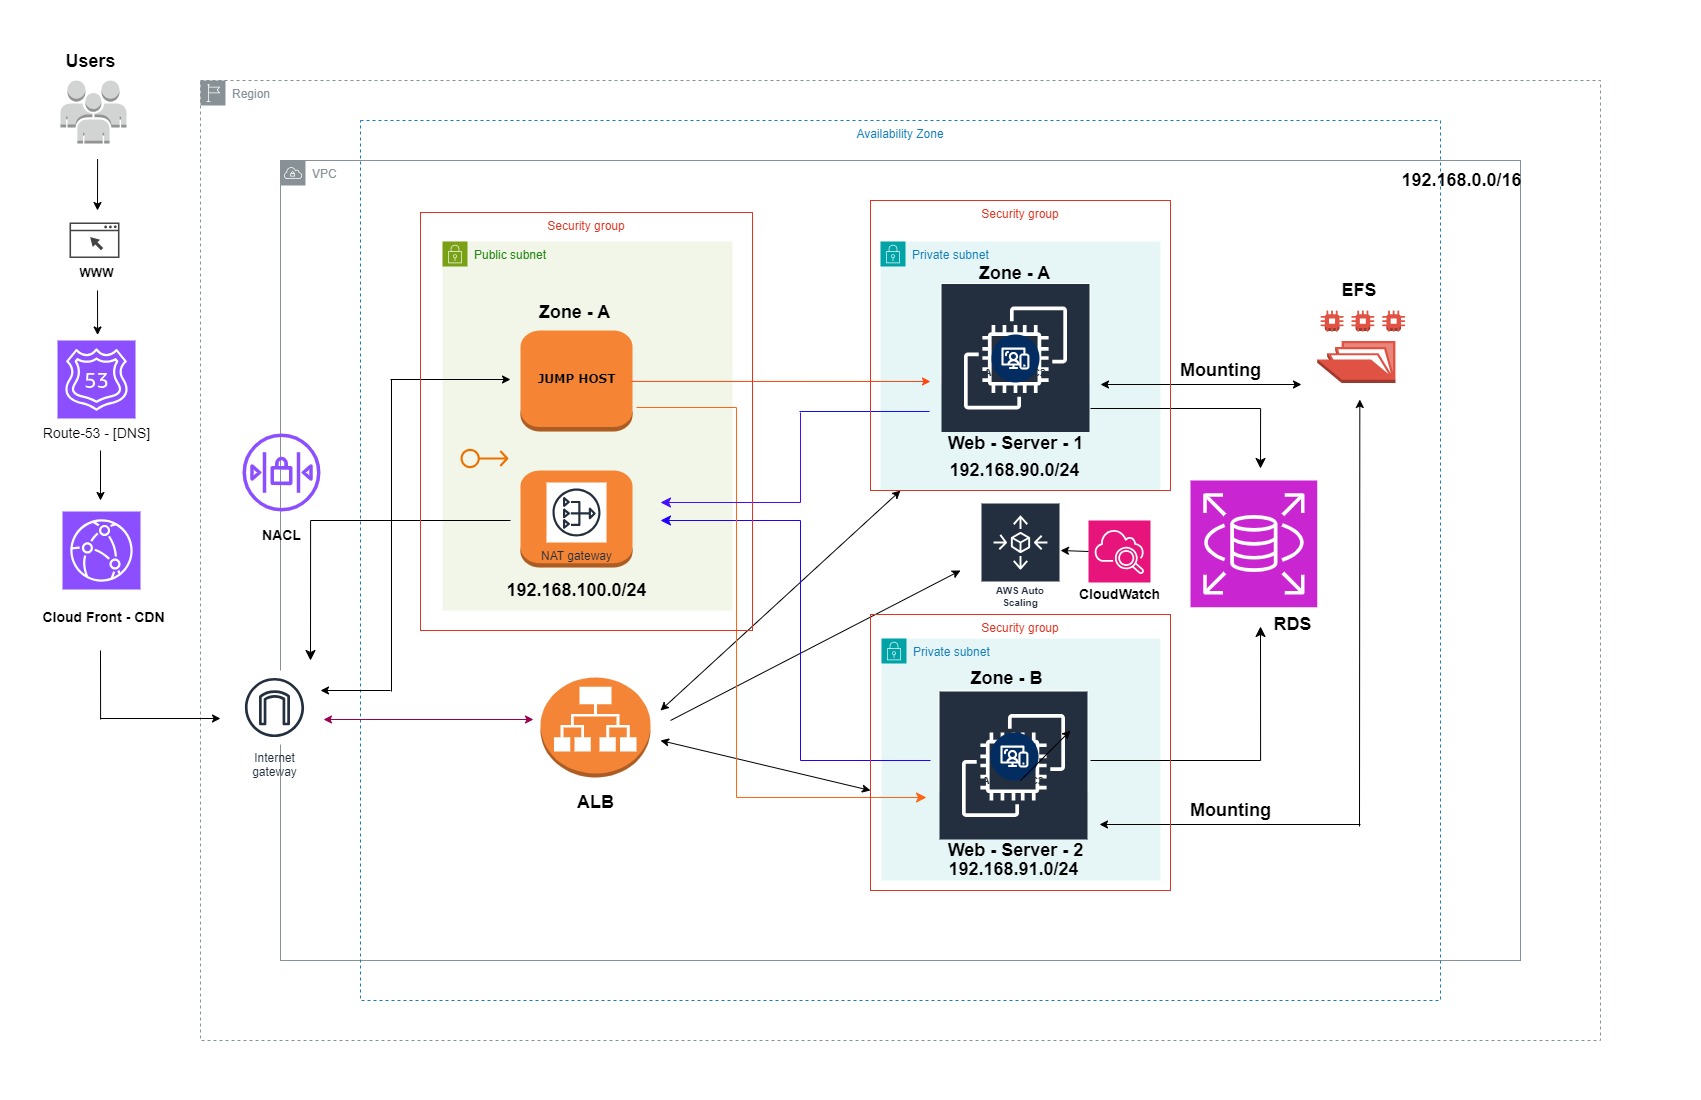 Users
WWW
53
Route-53 - [DNS]
Cloud Front - CDN
Region
Availability Zone
VPC
192.168.0.0/16
NACL
Internet
gateway
Security group
Public subnet
Zone - A
JUMP HOST
NAT gateway
192.168.100.0/24
ALB
Security group
Private subnet
Zone - A
Web - Server - 1
192.168.90.0/24
AWS Auto
Scaling
CloudWatch
Security group
Private subnet
Zone - B
Web - Server - 2
192.168.91.0/24
EFS
Mounting
RDS
Mounting